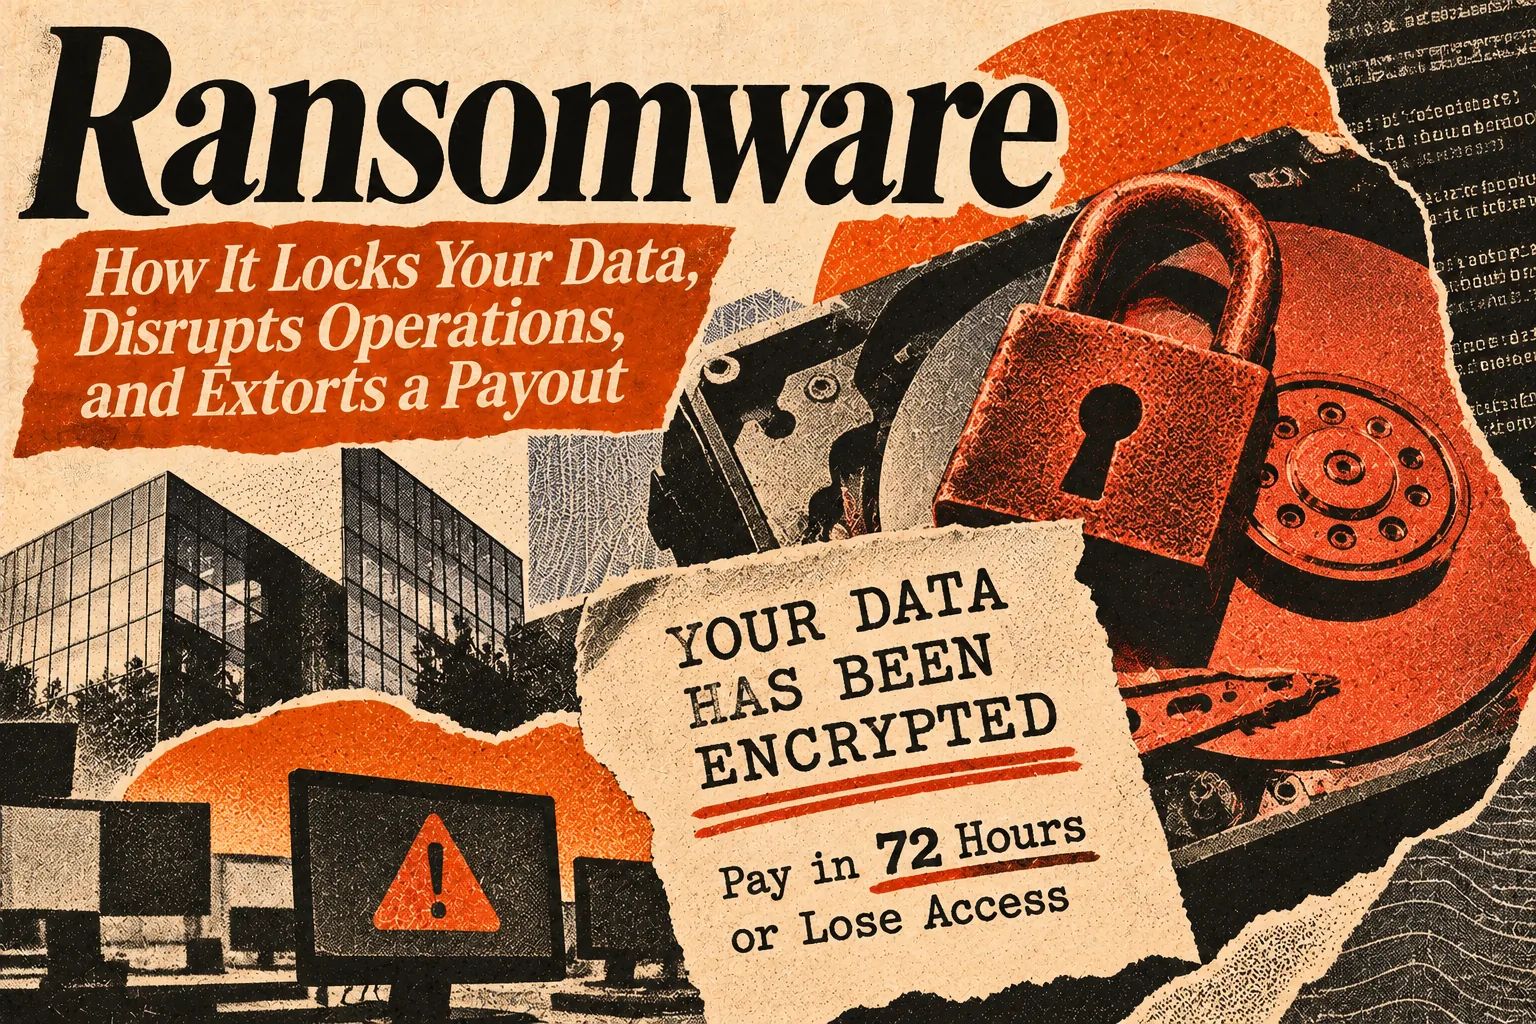 Ransomware
How It Locks Your Data,
Disrupts Operations,
and Extorts a Payout
YOUR DATA
HAS BEEN
ENCRYPTED
Pay in 72 Hours
or Lose Access